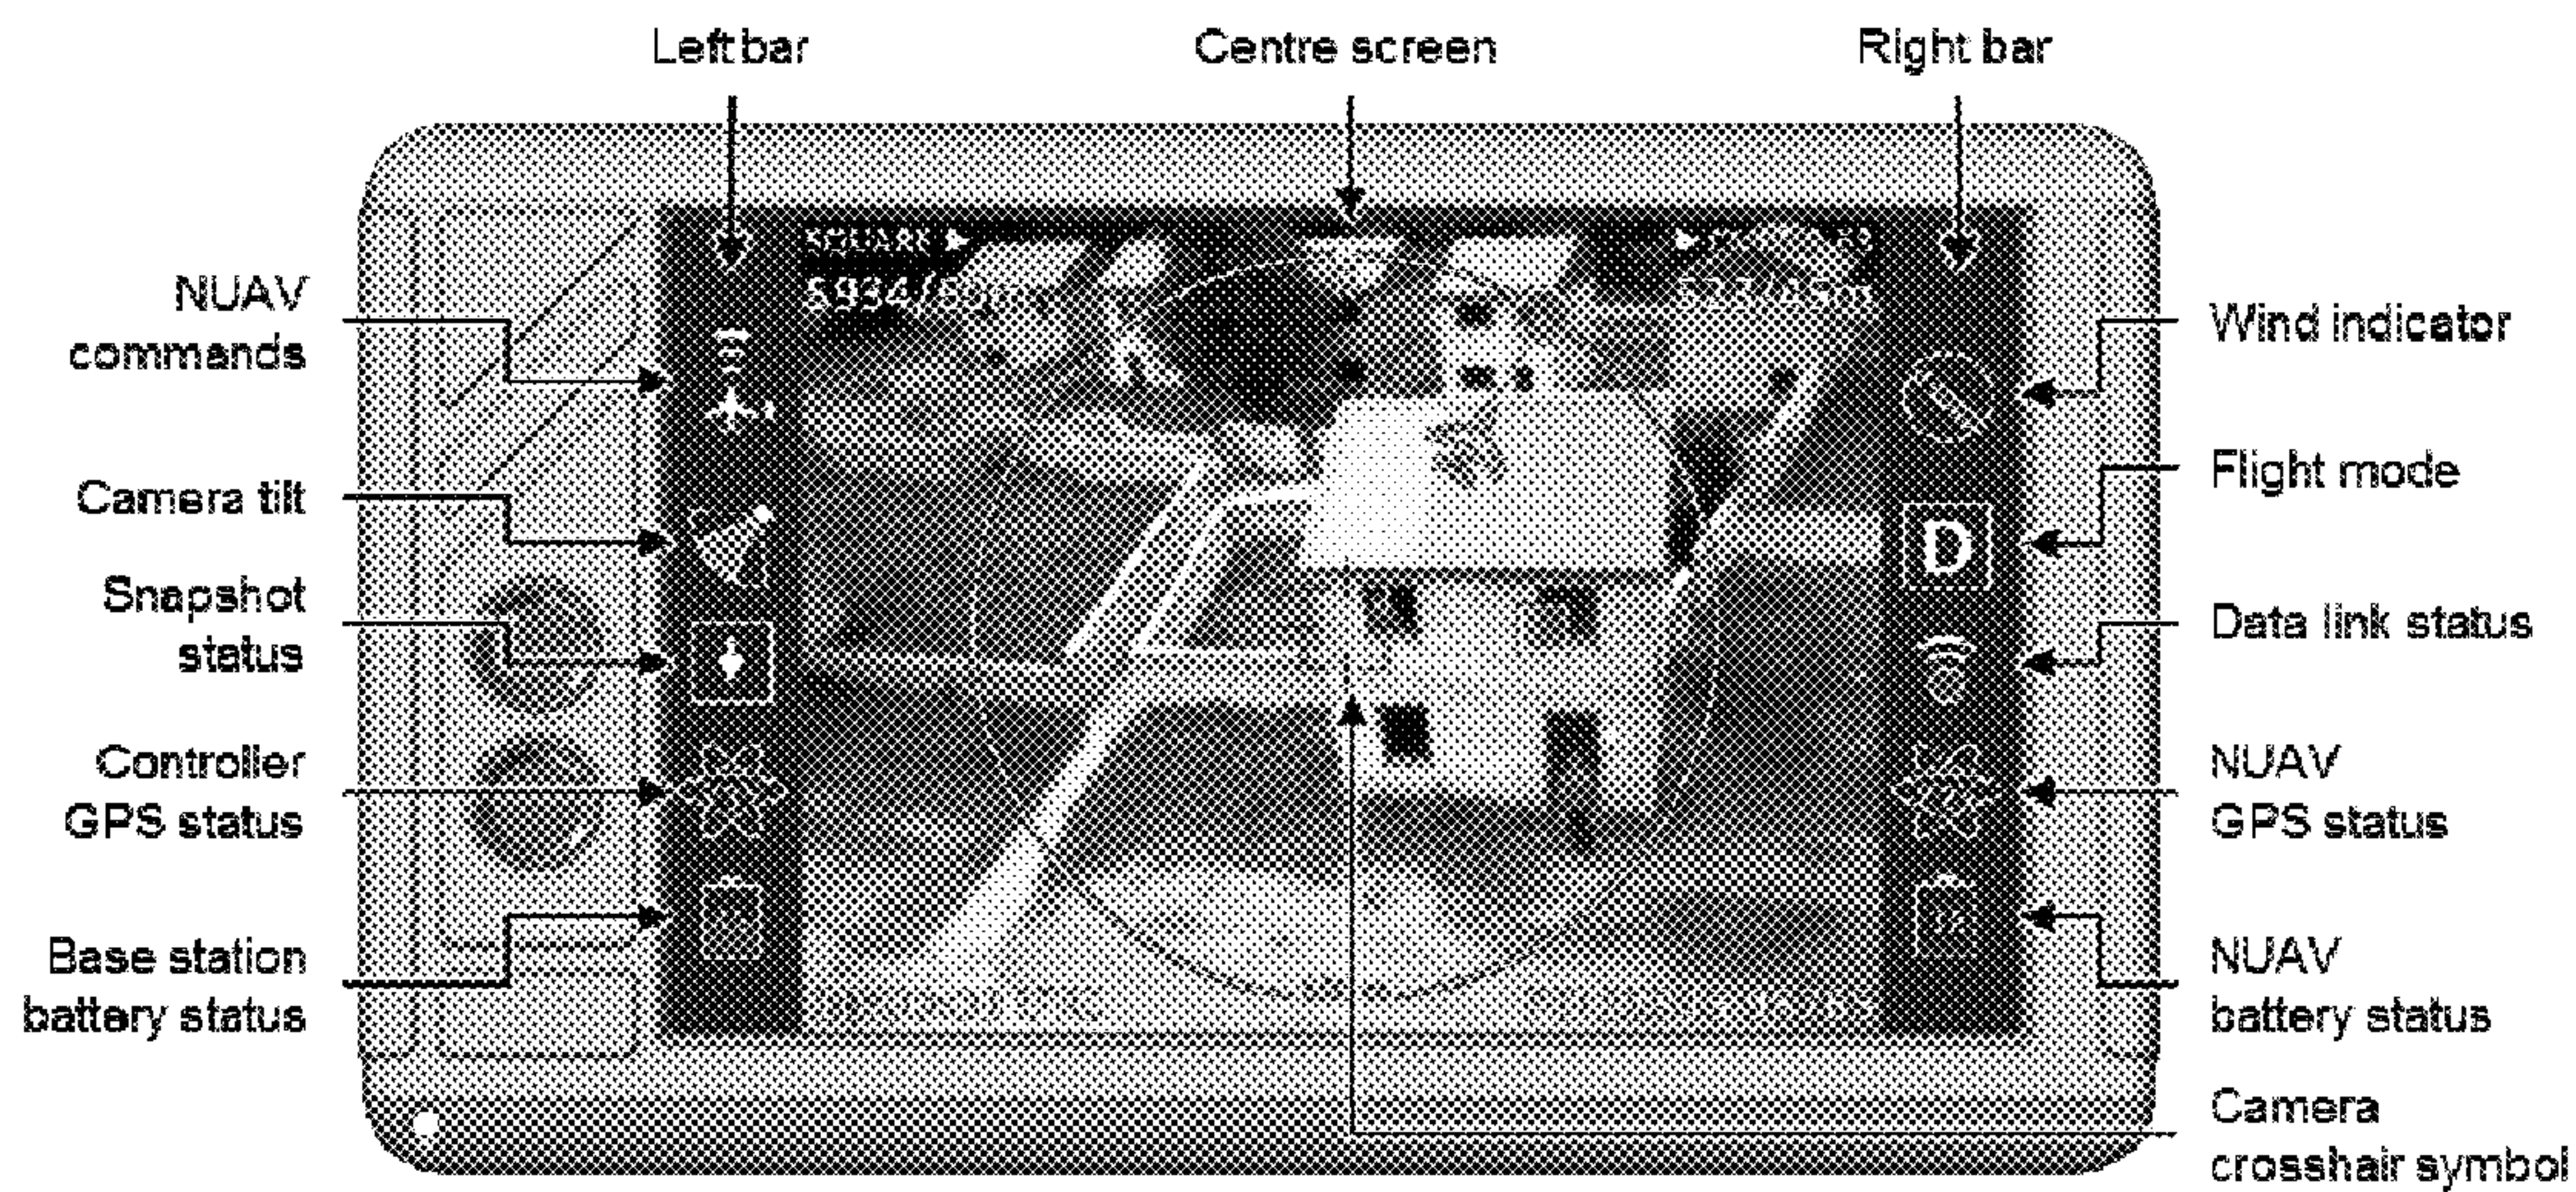 Left bar
Centre screen
Right bar
NUAV
commands
Camera tilt
Snapshot
status
Controller
GPS status
Base station
battery status
SQUARE
D
Wind indicator
Flight mode
Data link status
NUAV
GPS status
NUAV
battery status
Camera
crosshair symbol